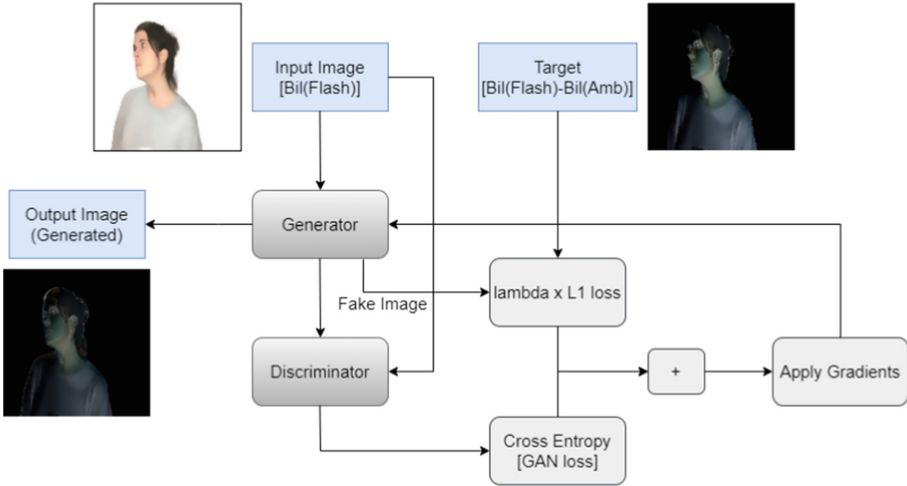 Input Image
[Bil(Flash)]
Target
[Bil(Flash)-Bil(Amb)]
Output Image
(Generated)
Generator
Fake Image
lambda x L1 loss
Discriminator
+
Apply Gradients
Cross Entropy
[GAN loss]